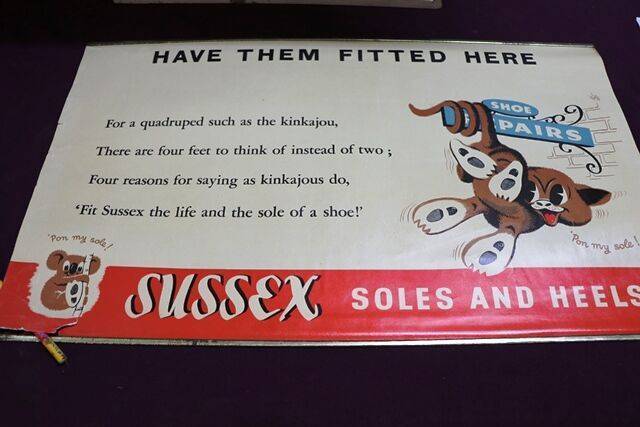 HAVE THEM FITTED HERE
For a quadruped such as the kinkajou,
There are four feet to think of instead of two ;
Four reasons for saying as kinkajous do,
‘Fit Sussex the life and the sole of a shoe!’
SHOE
PAIRS
'Pon my sole!
'Pon my sole!
SUSSEX SOLES AND HEELS